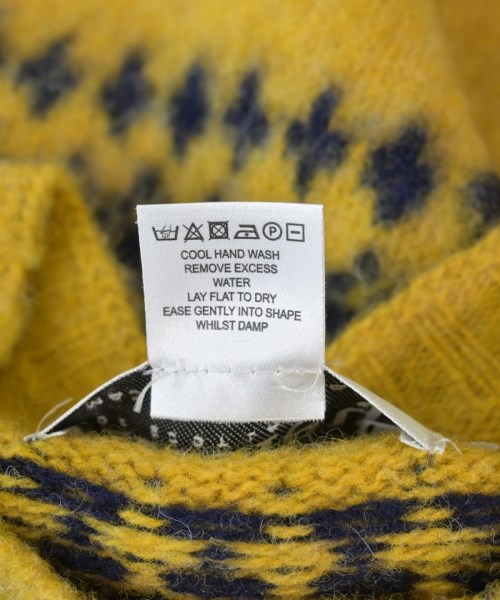 P
COOL HAND WASH
REMOVE EXCESS
WATER
LAY FLAT TO DRY
EASE GENTLY INTO SHAPE
WHILST DAMP